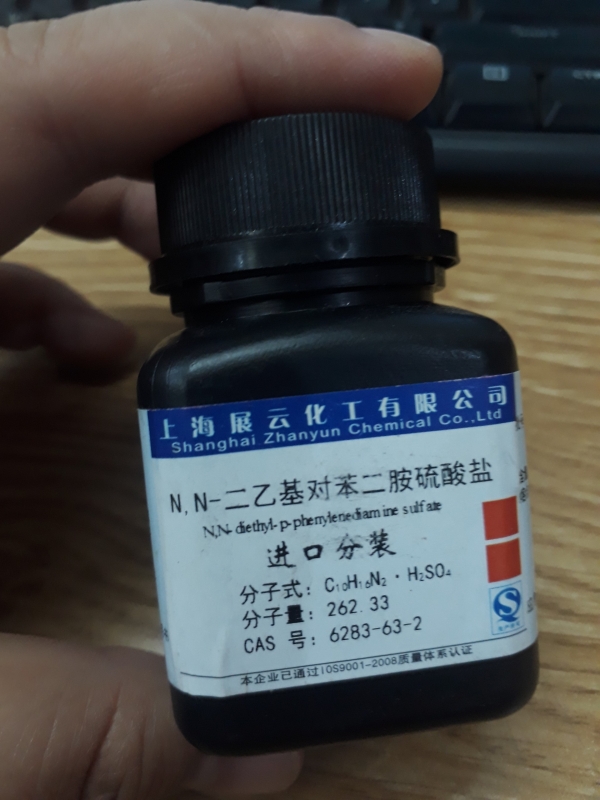 上海展云化工有限公司
Shanghai Zhanyun Chemical Co.,Ltd
N,N-二乙基对苯二胺硫酸盐
N,N-diethyl-p-phenylenediamine sulfate
进口分装
分子式: C₁₀H₁₆N₂·H₂SO₄
分子量: 262.33
CAS 号: 6283-63-2
本企业已通过IOS9001-2008质量体系认证